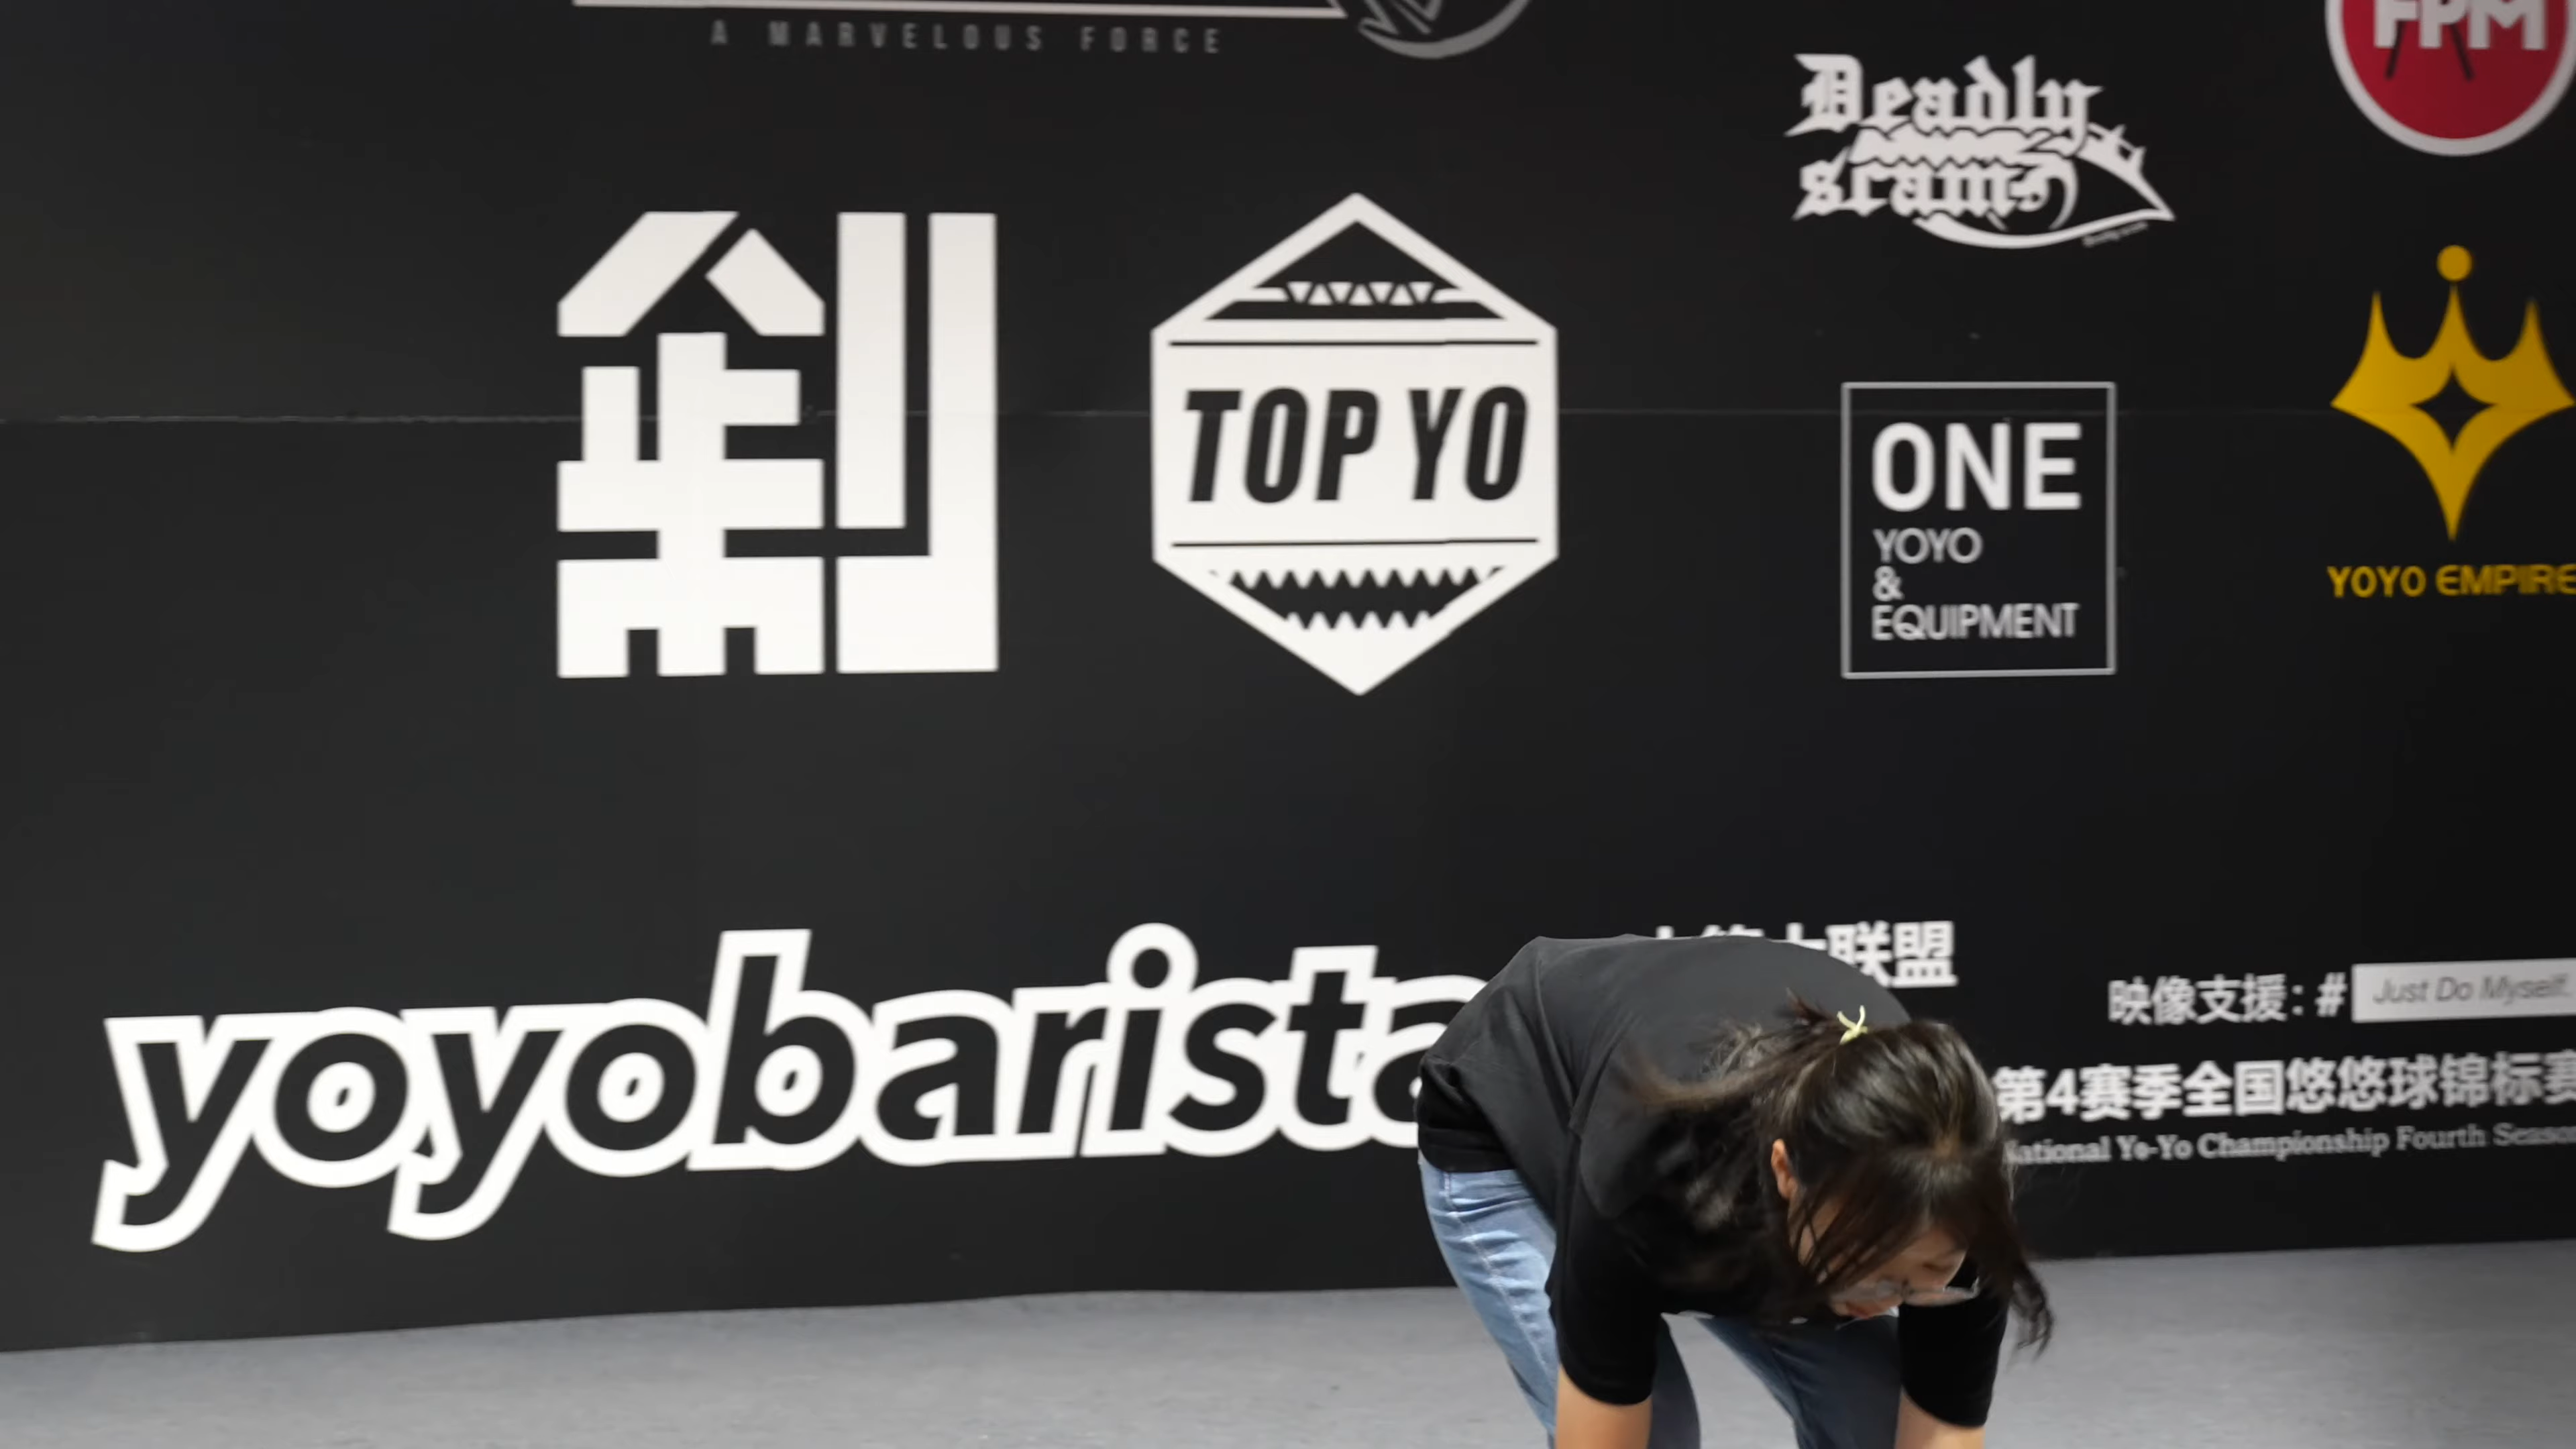 A MARVELOUS FORCE
FPM
Deadly
scams
TOP YO
ONE
YOYO
&
EQUIPMENT
YOYO EMPIRE
yoyobarista
联盟
映像支援：# Just Do Myself.
第4赛季全国悠悠球锦标赛
National Yo-Yo Championship Fourth Season